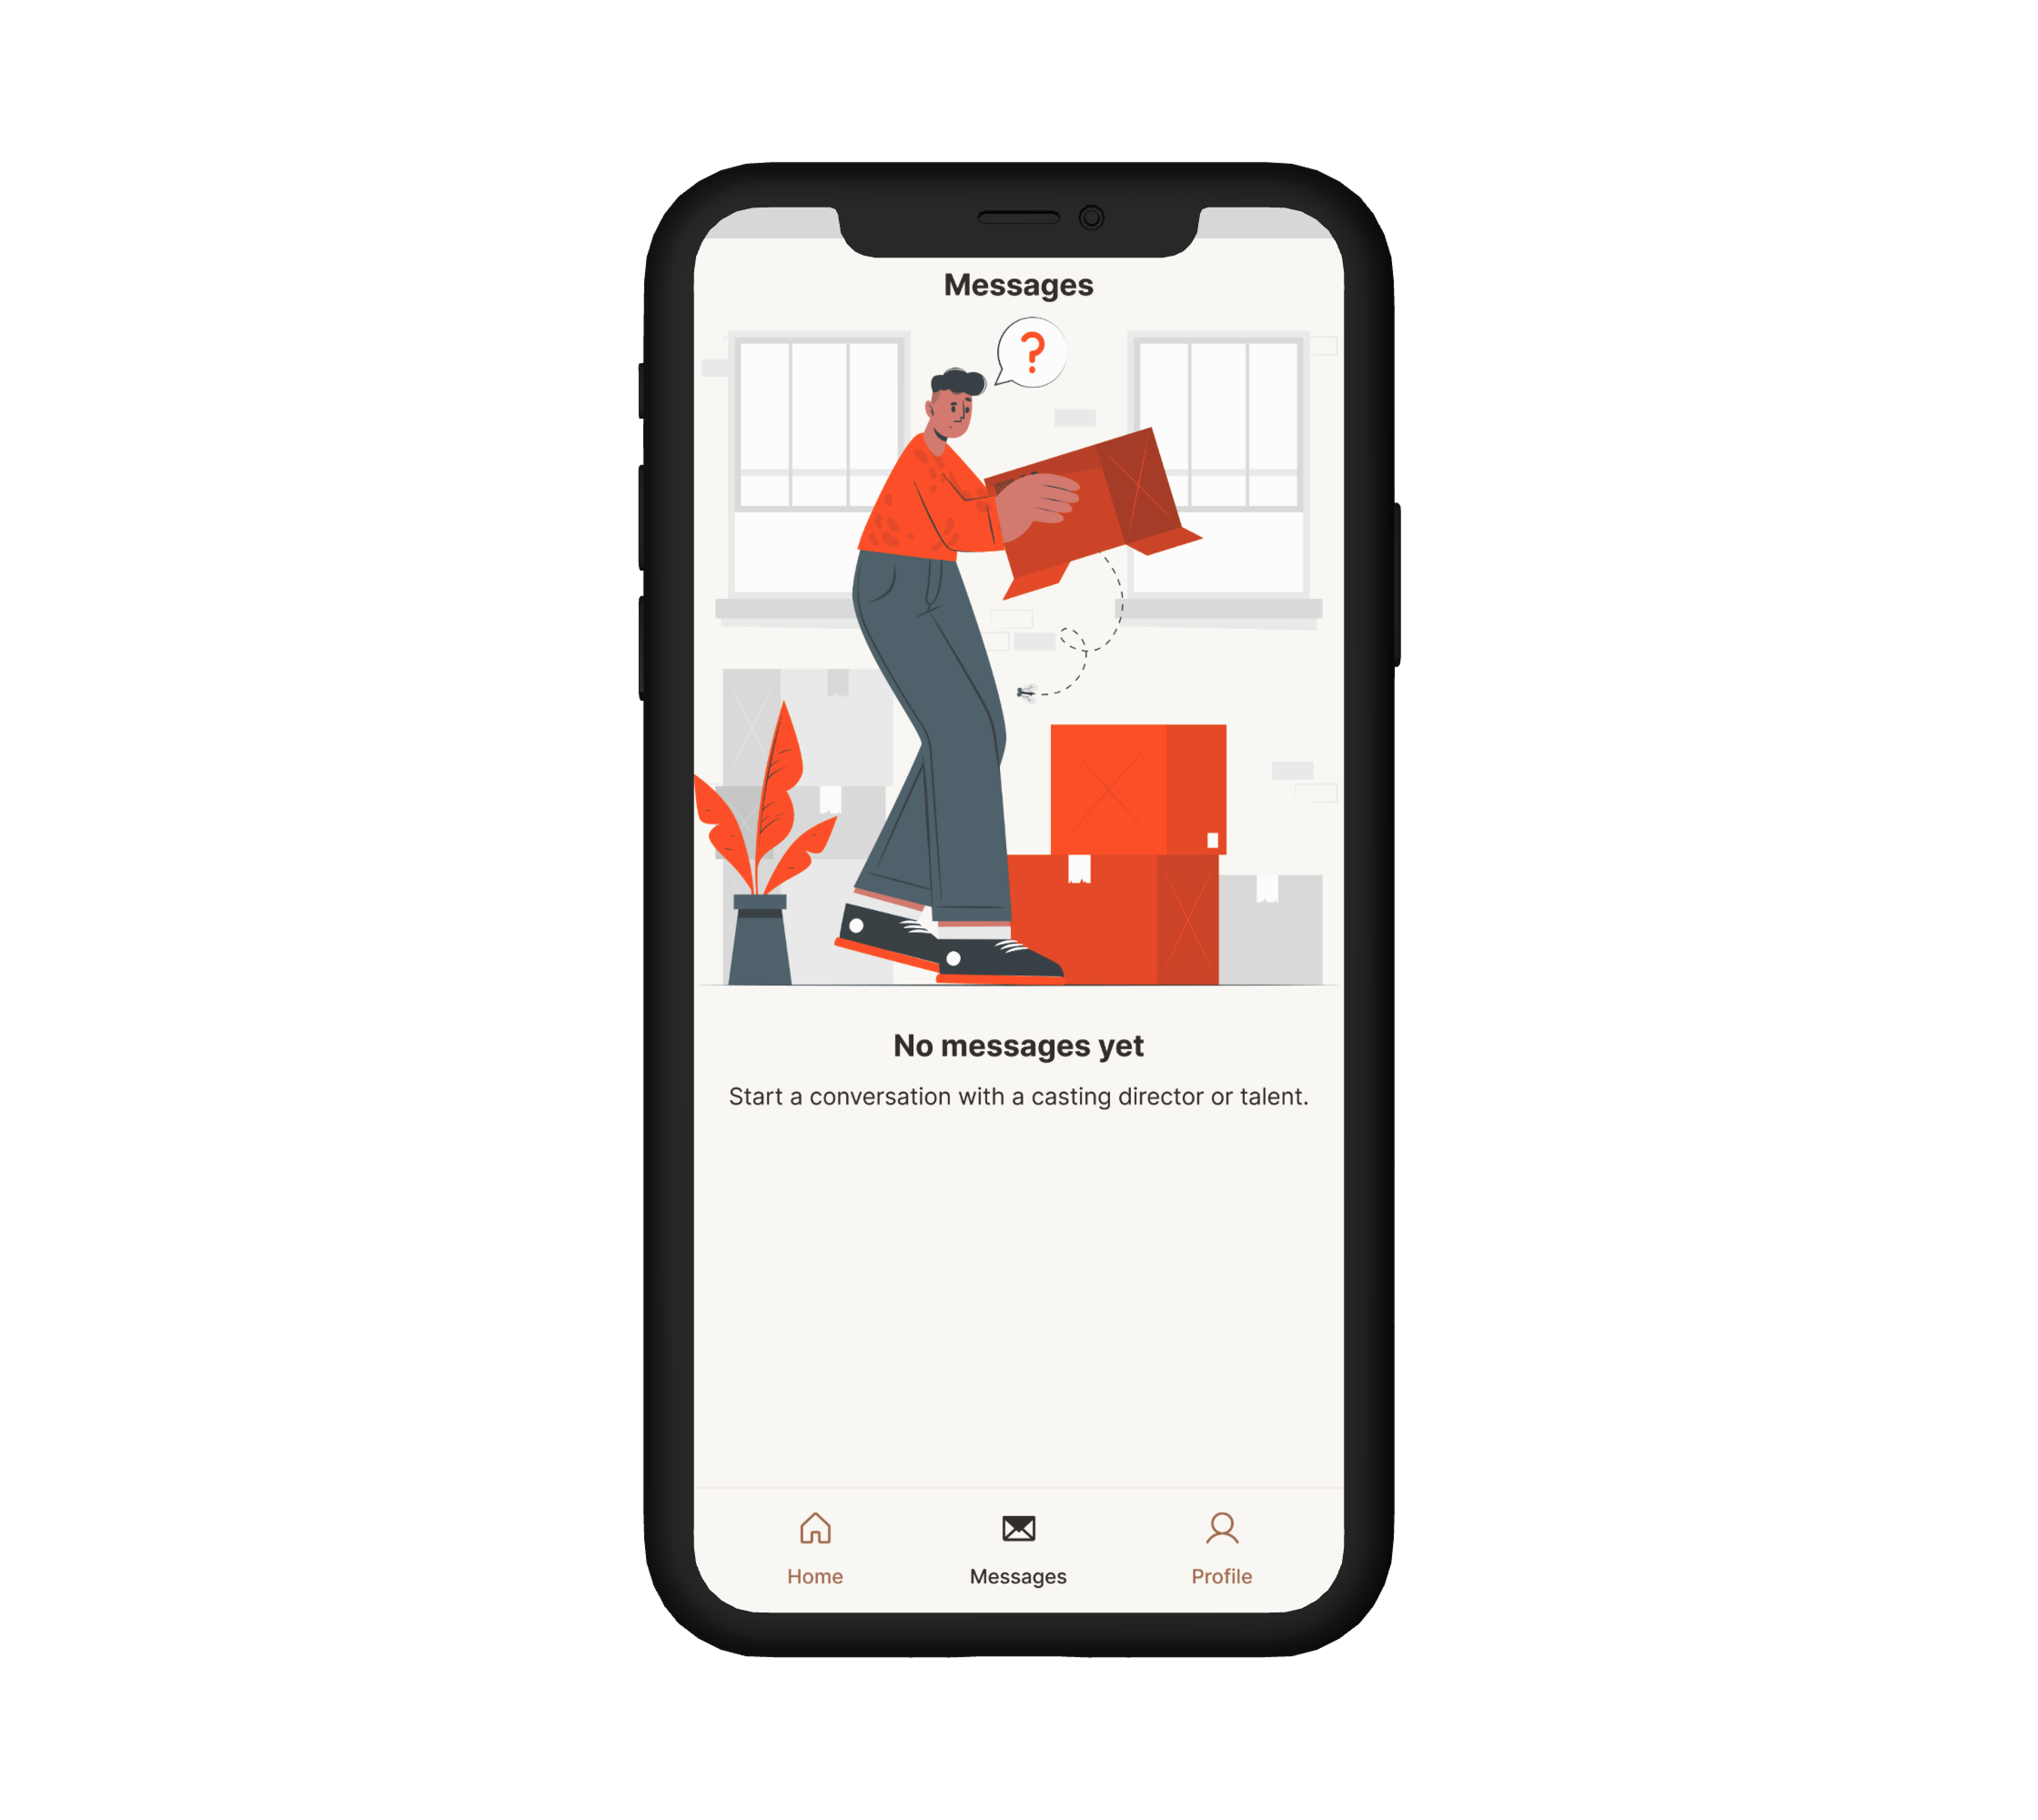 Messages
?
No messages yet
Start a conversation with a casting director or talent.
Home
Messages
Profile